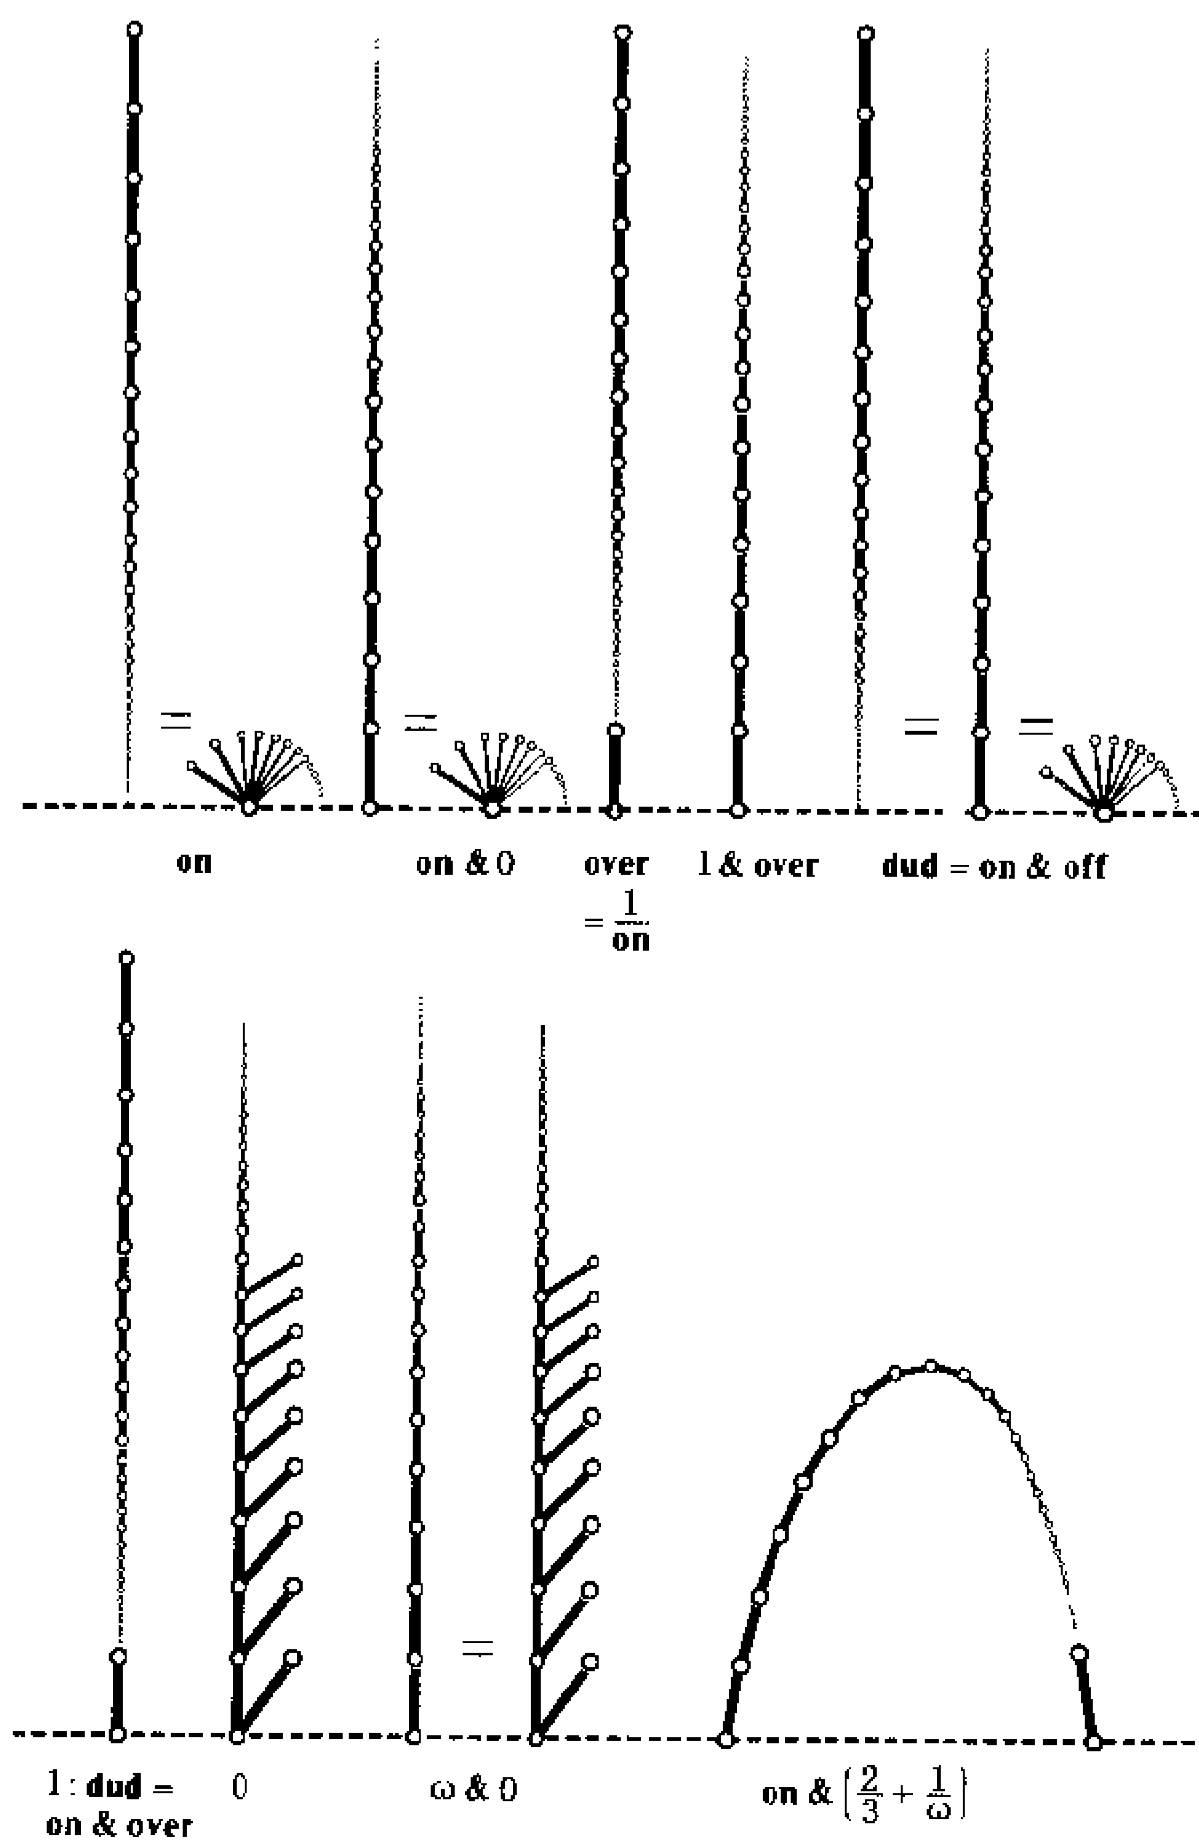 = = = =
on on & 0 over 1 & over dud = on & off
= 1/on
=
1 : dud = 0 ω & 0 on & (2/3 + 1/ω)
on & over